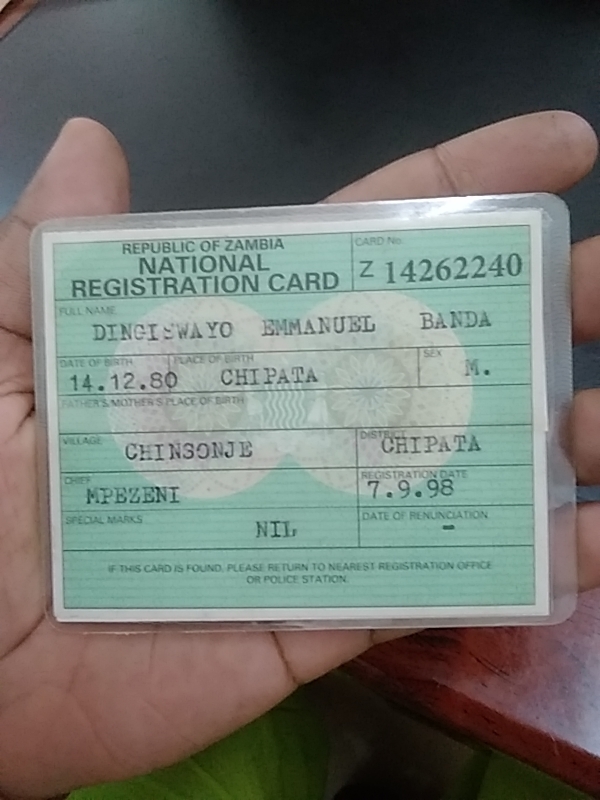 REPUBLIC OF ZAMBIA
NATIONAL
REGISTRATION CARD
CARD No.
Z 14262240
FULL NAME
DINGISWAYO EMMANUEL BANDA
DATE OF BIRTH PLACE OF BIRTH SEX
14.12.80 CHIPATA M.
FATHER'S/MOTHER'S PLACE OF BIRTH
VILLAGE DISTRICT
CHINSONJE CHIPATA
CHIEF REGISTRATION DATE
MPEZENI 7.9.98
SPECIAL MARKS DATE OF RENUNCIATION
NIL -
IF THIS CARD IS FOUND, PLEASE RETURN TO NEAREST REGISTRATION OFFICE
OR POLICE STATION.